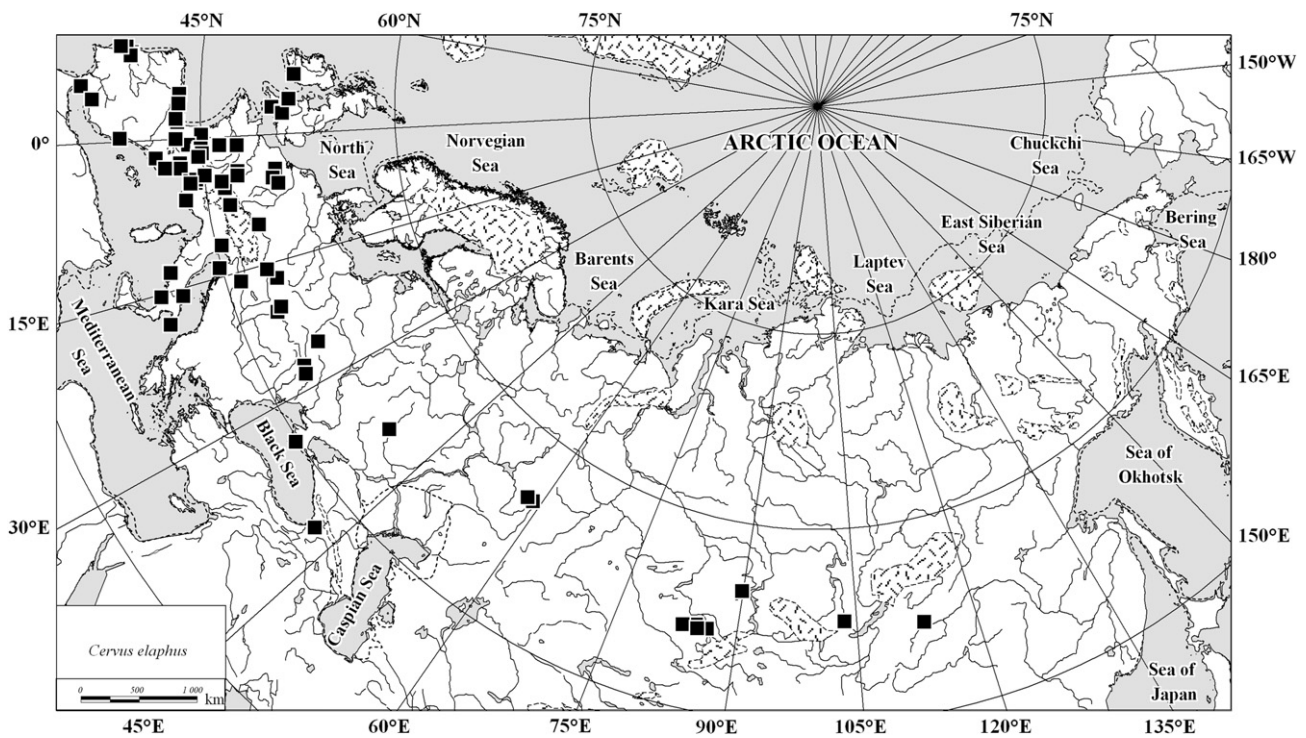 45°N
60°N
75°N
75°N
150°W
0°
North
Sea
Norvegian
Sea
ARCTIC OCEAN
Chuckchi
Sea
165°W
Barents
Sea
Kara Sea
Laptev
Sea
East Siberian
Sea
Bering
Sea
180°
15°E
Mediterranean
Sea
165°E
Black Sea
Sea of
Okhotsk
30°E
Caspian Sea
150°E
Cervus elaphus
0 500 1 000
km
Sea of
Japan
45°E
60°E
75°E
90°E
105°E
120°E
135°E